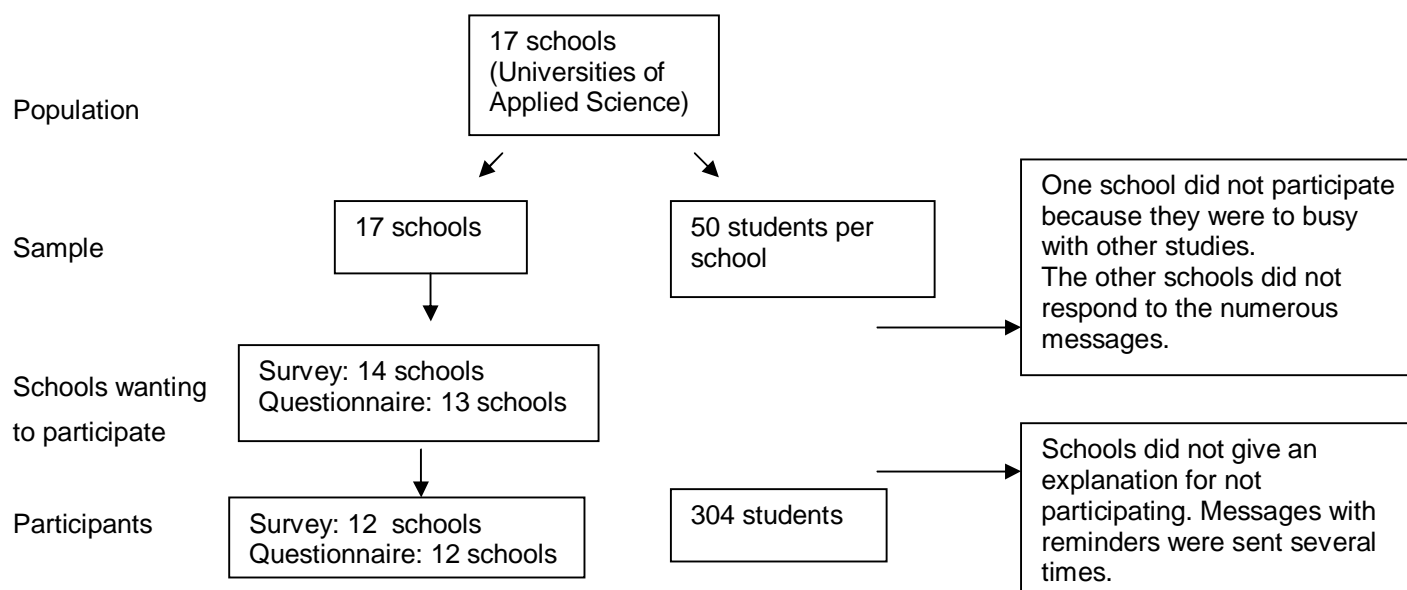 17 schools
(Universities of
Applied Science)
Population
17 schools
50 students per
school
Sample
One school did not participate
because they were to busy
with other studies.
The other schools did not
respond to the numerous
messages.
Schools wanting
to participate
Survey: 14 schools
Questionnaire: 13 schools
Participants
Survey: 12 schools
Questionnaire: 12 schools
304 students
Schools did not give an
explanation for not
participating. Messages with
reminders were sent several
times.